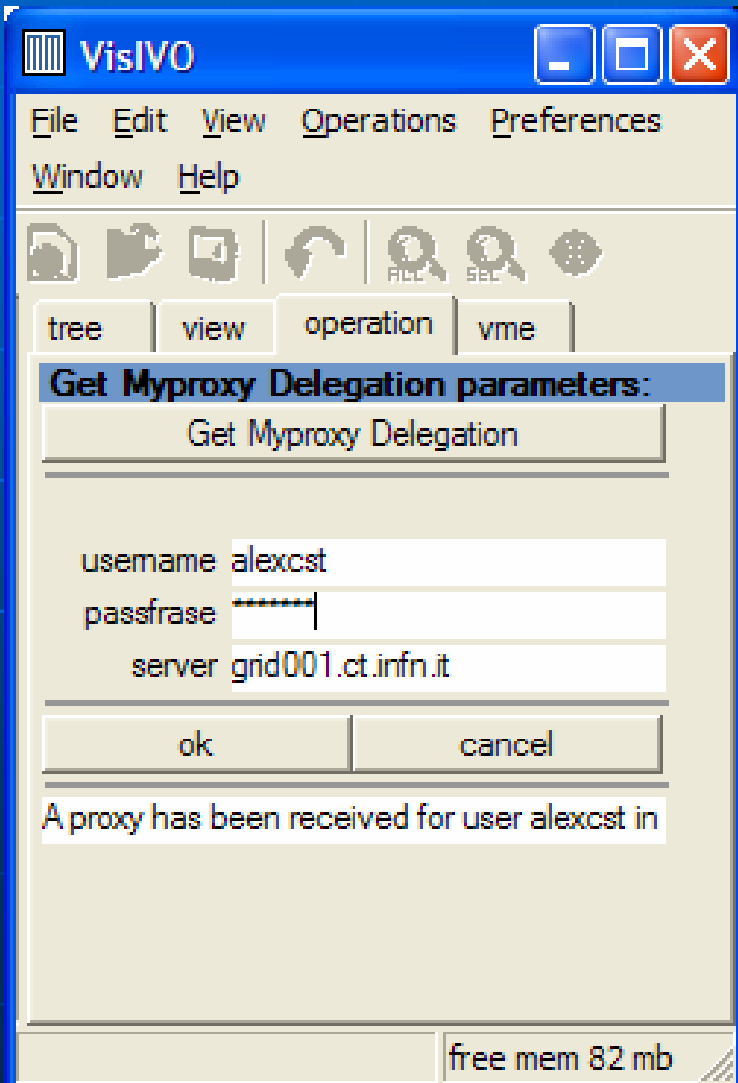 VisIVO
File Edit View Operations Preferences
Window Help
ALL SEL
tree view operation vme
Get Myproxy Delegation parameters:
Get Myproxy Delegation
username alexcst
passfrase *******
server grid001.ct.infn.it
ok cancel
A proxy has been received for user alexcst in
free mem 82 mb